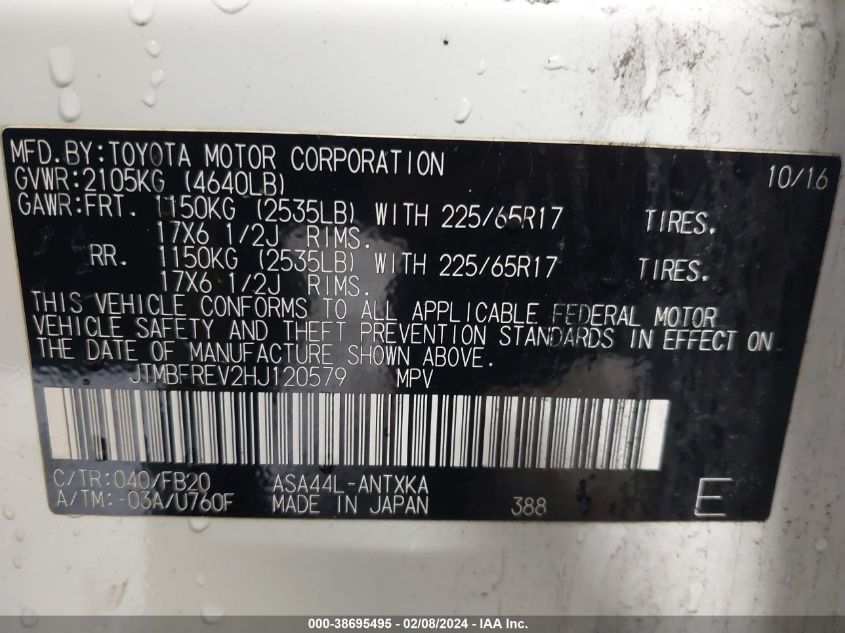 MFD.BY:TOYOTA MOTOR CORPORATION 10/16
GVWR:2105KG (4640LB)
GAWR:FRT. 1150KG (2535LB) WITH 225/65R17 TIRES.
17X6 1/2J RIMS.
RR. 1150KG (2535LB) WITH 225/65R17 TIRES.
17X6 1/2J RIMS.
THIS VEHICLE CONFORMS TO ALL APPLICABLE FEDERAL MOTOR
VEHICLE SAFETY AND THEFT PREVENTION STANDARDS IN EFFECT ON
THE DATE OF MANUFACTURE SHOWN ABOVE.
JTMBFREV2HJ120579 MPV
C/TR:040/FB20 ASA44L-ANTXKA
A/TM:-03A/U760F MADE IN JAPAN 388 E
000-38695495 - 02/08/2024 - IAA Inc.